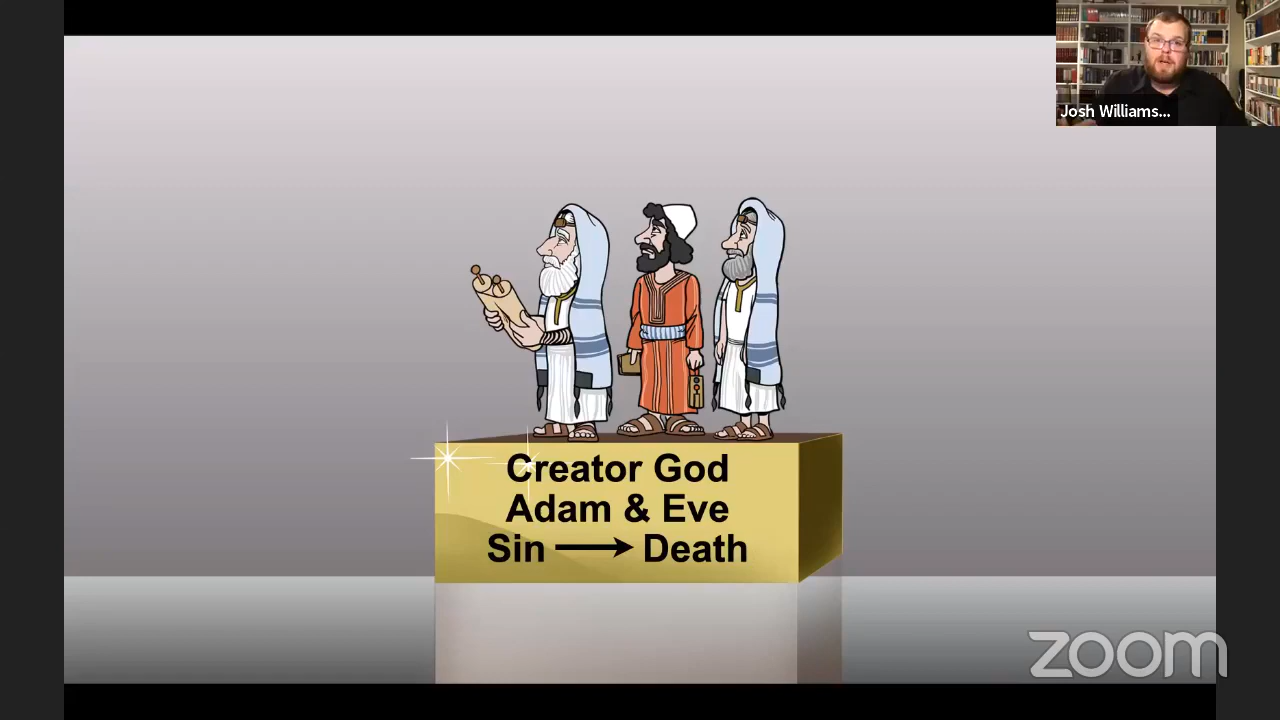 Josh Williams...
Creator God
Adam & Eve
Sin → Death
zoom